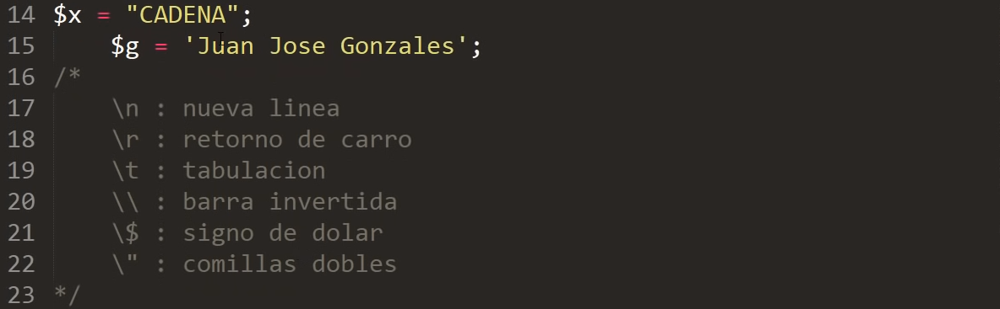 14 $x = "CADENA";
15 $g = 'Juan Jose Gonzales';
16 /*
17 \n : nueva linea
18 \r : retorno de carro
19 \t : tabulacion
20 \\ : barra invertida
21 \$ : signo de dolar
22 \" : comillas dobles
23 */